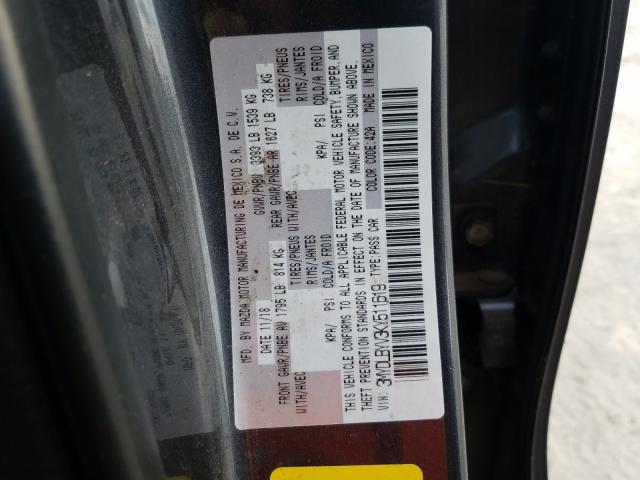 MFD. BY MAZDA MOTOR MANUFACTURING DE MEXICO S.A. DE C.V.
DATE 11/18 GVWR/PNBV 3393 LB 1539 KG
FRONT GAWR/PNBE AV 1795 LB 814 KG REAR GAWR/PNBE AR 1627 LB 738 KG
WITH/AVEC TIRES/PNEUS WITH/AVEC TIRES/PNEUS
RIMS/JANTES RIMS/JANTES
KPA/ PSI COLD/A FROID KPA/ PSI COLD/A FROID
THIS VEHICLE CONFORMS TO ALL APPLICABLE FEDERAL MOTOR VEHICLE SAFETY, BUMPER, AND
THEFT PREVENTION STANDARDS IN EFFECT ON THE DATE OF MANUFACTURE SHOWN ABOVE.
VIN: TYPE:PASS CAR COLOR CODE:42A MADE IN MEXICO